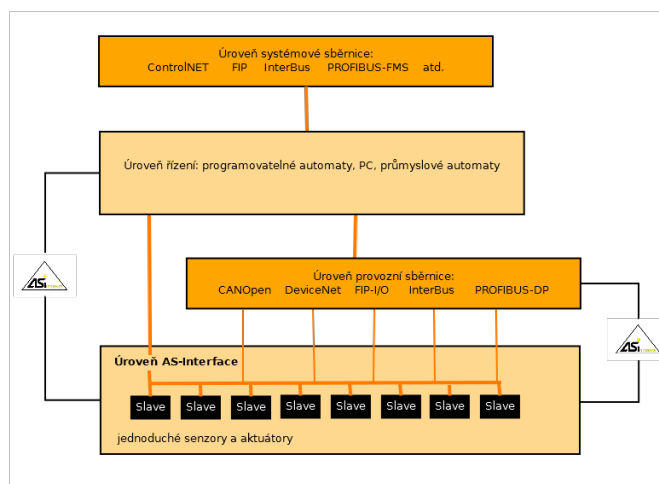 Úroveň systémové sběrnice:
ControlNET FIP InterBus PROFIBUS-FMS atd.
Úroveň řízení: programovatelné automaty, PC, průmyslové automaty
ASi
Úroveň provozní sběrnice:
CANOpen DeviceNet FIP-I/O InterBus PROFIBUS-DP
ASi
Úroveň AS-Interface
Slave Slave Slave Slave Slave Slave Slave Slave
jednoduché senzory a aktuátory